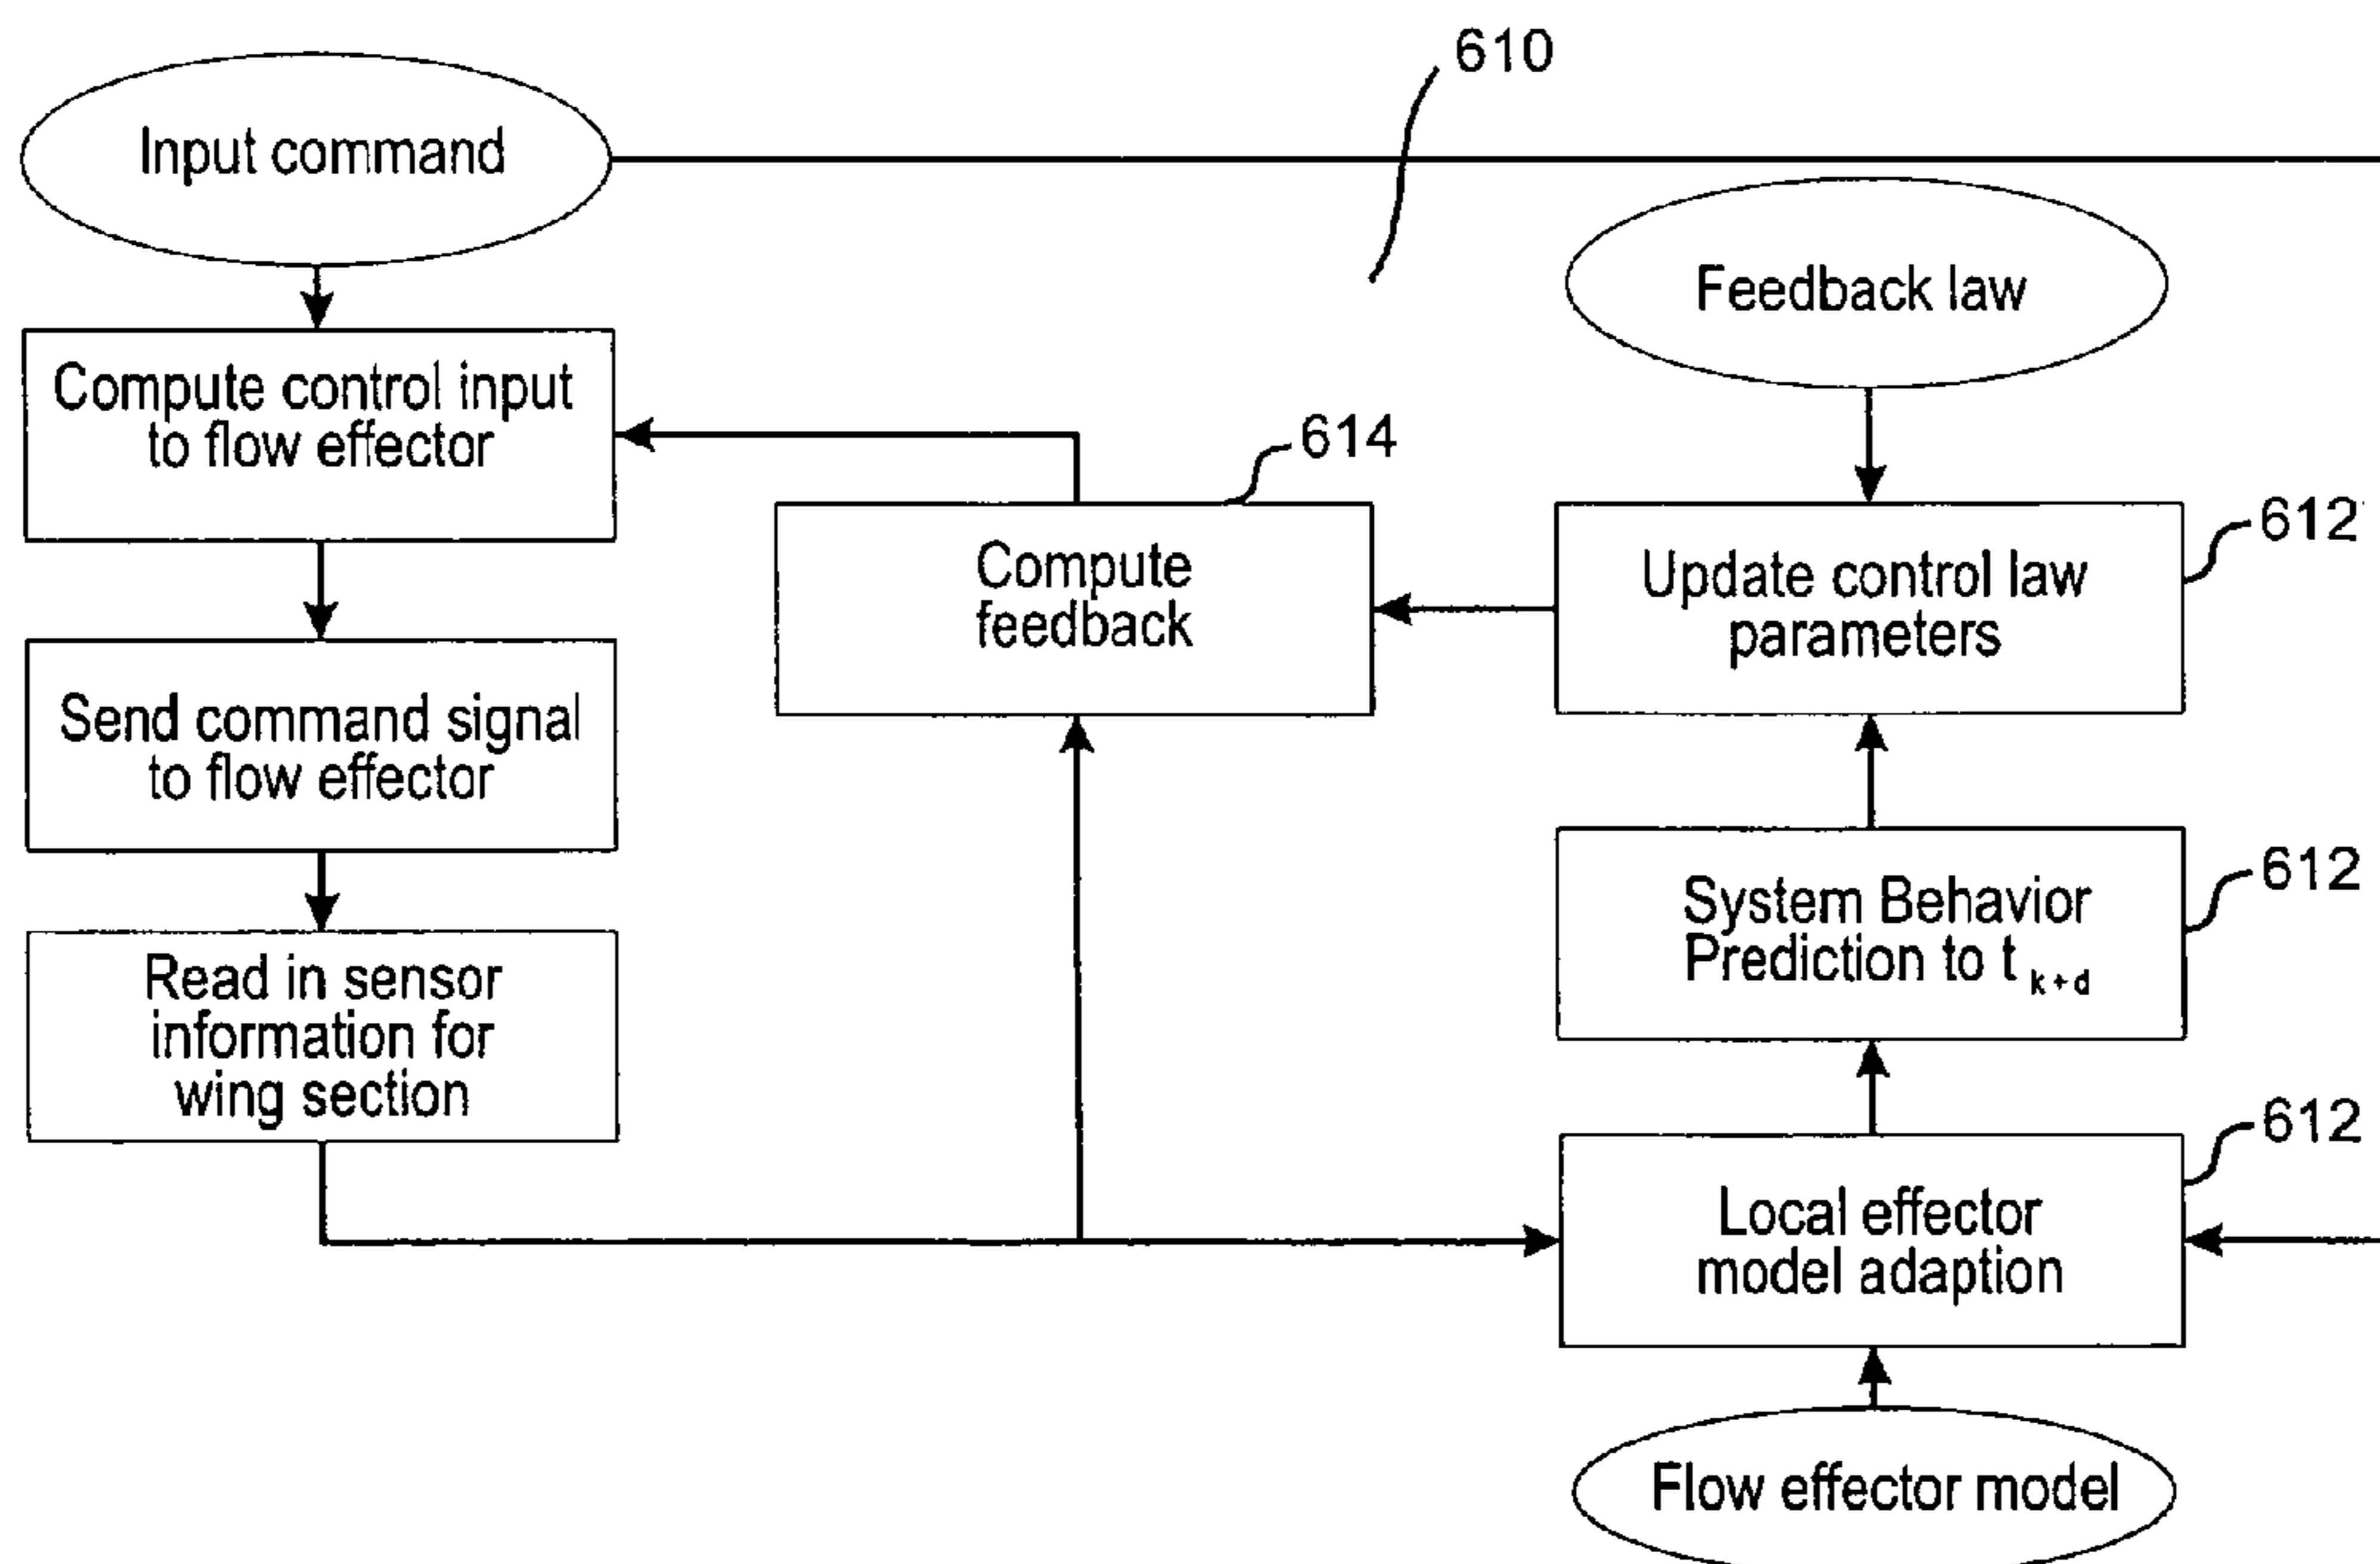 610
Input command
Feedback law
Compute control input
to flow effector
614
612
Compute
feedback
Update control law
parameters
Send command signal
to flow effector
612
System Behavior
Prediction to t k+d
Read in sensor
information for
wing section
612
Local effector
model adaption
Flow effector model